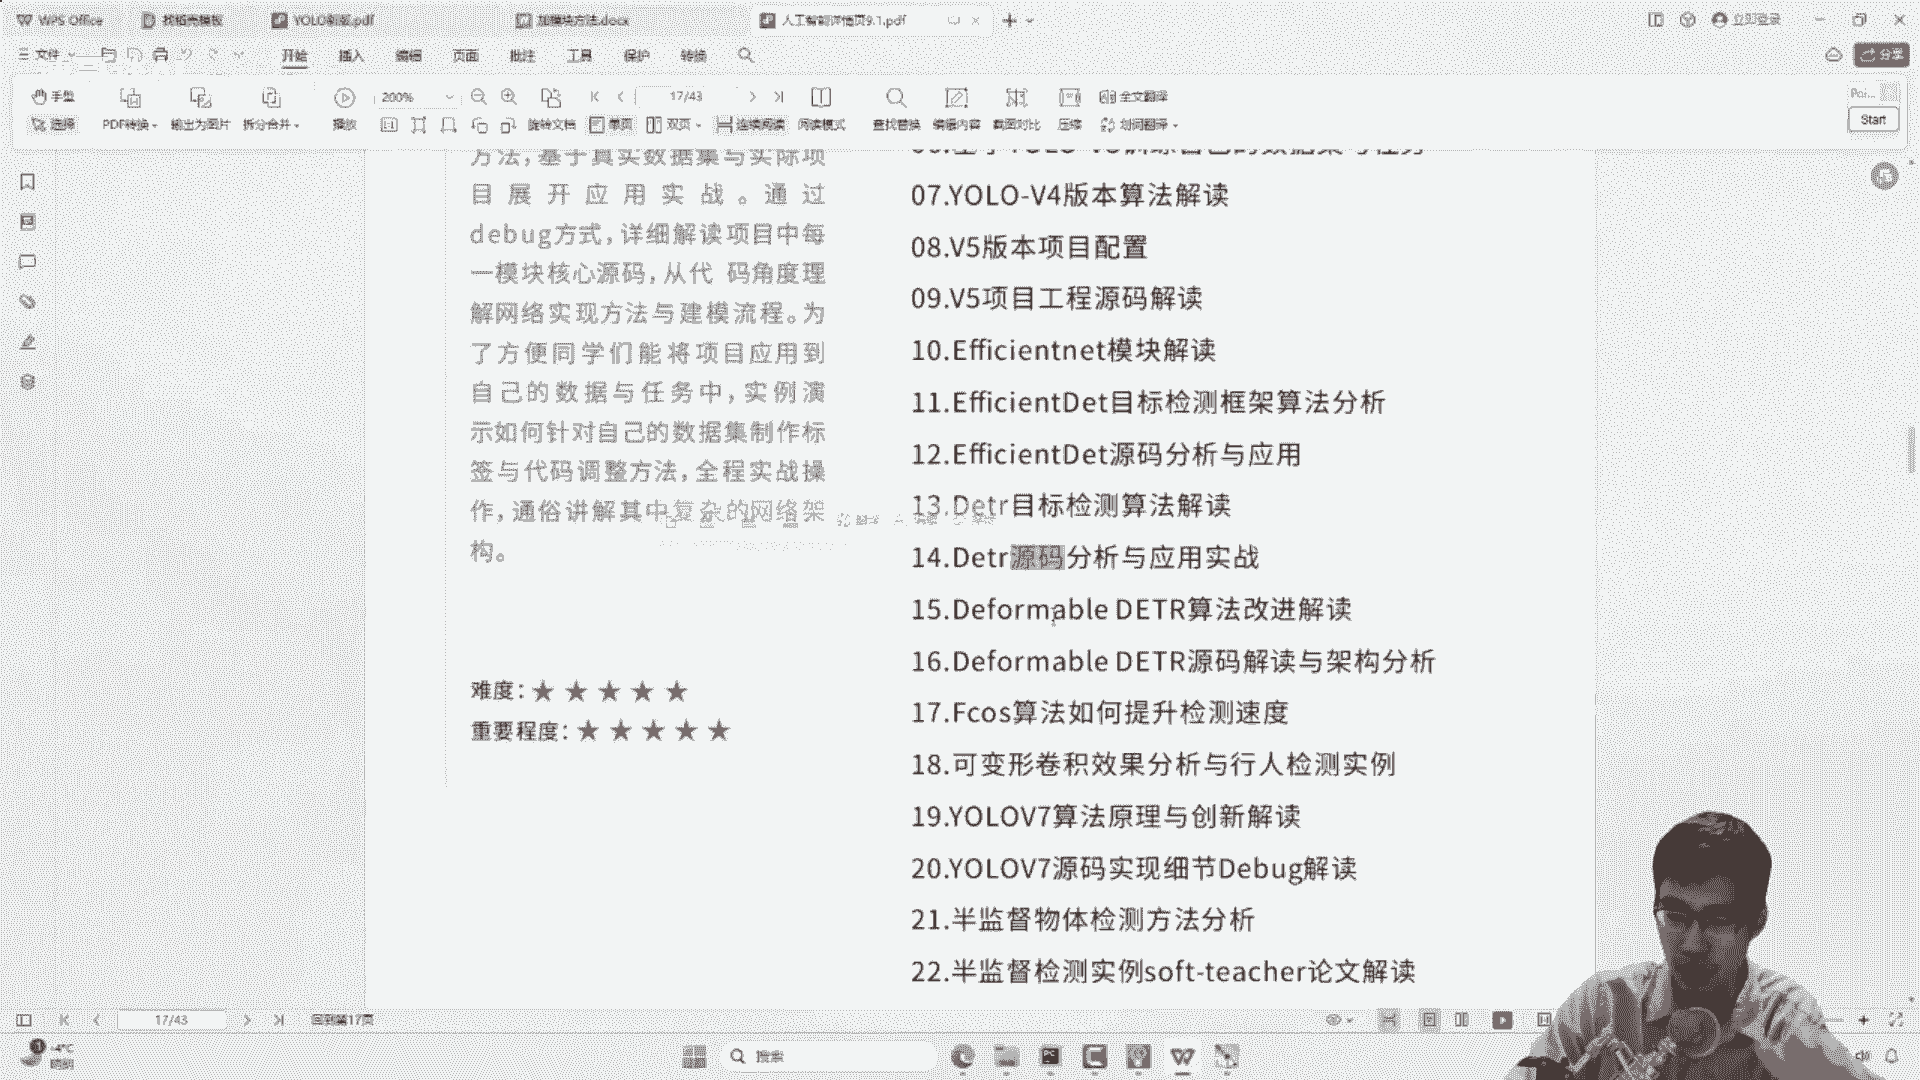 WPS Office
找稻壳模板
YOLO新版.pdf
加模块方法.docx
人工智能详情页9.1.pdf
立即登录
文件
开始
插入
编辑
页面
批注
工具
保护
转换
分享
手型
200%
17/43
全文翻译
选择
PDF转换
输出为图片
拆分合并
播放
旋转文档
单页
双页
连续阅读
阅读模式
查找替换
编辑内容
截图对比
压缩
划词翻译
Start
方法,基于真实数据集与实际项
目展开应用实战。通过
debug方式,详细解读项目中每
一模块核心源码,从代 码角度理
解网络实现方法与建模流程。为
了方便同学们能将项目应用到
自己的数据与任务中,实例演
示如何针对自己的数据集制作标
签与代码调整方法,全程实战操
作,通俗讲解其中复杂的网络架
构。
难度:★★★★★
重要程度:★★★★★
07.YOLO-V4版本算法解读
08.V5版本项目配置
09.V5项目工程源码解读
10.Efficientnet模块解读
11.EfficientDet目标检测框架算法分析
12.EfficientDet源码分析与应用
13.Detr目标检测算法解读
14.Detr源码分析与应用实战
15.Deformable DETR算法改进解读
16.Deformable DETR源码解读与架构分析
17.Fcos算法如何提升检测速度
18.可变形卷积效果分析与行人检测实例
19.YOLOV7算法原理与创新解读
20.YOLOV7源码实现细节Debug解读
21.半监督物体检测方法分析
22.半监督检测实例soft-teacher论文解读
17/43
回到第17页
-4°C
搜索